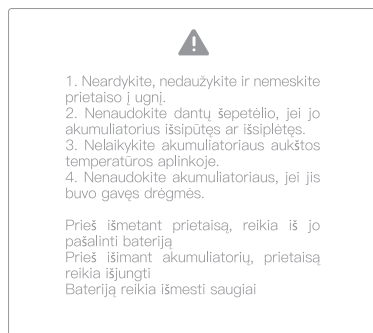 1. Neardykite, nedaužykite ir nemeskite
prietaiso į ugnį.
2. Nenaudokite dantų šepetėlio, jei jo
akumuliatorius išsipūtęs ar išsiplėtęs.
3. Nelaikykite akumuliatoriaus aukštos
temperatūros aplinkoje.
4. Nenaudokite akumuliatoriaus, jei jis
buvo gavęs drėgmės.
Prieš išmetant prietaisą, reikia iš jo
pašalinti bateriją
Prieš išimant akumuliatorių, prietaisą
reikia išjungti
Bateriją reikia išmesti saugiai